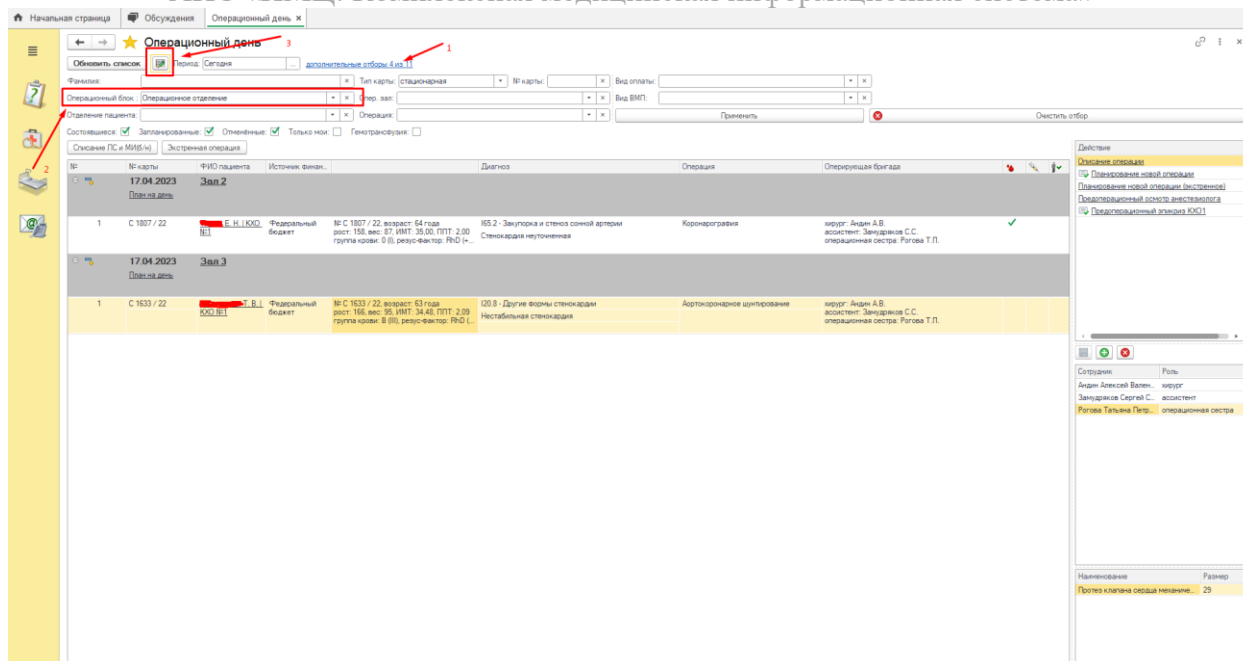 Начальная страница Обсуждения Операционный день ×
Операционный день
3
1
Обновить список Период: Сегодня ... дополнительные отборы 4 из 11
Фамилия: Тип карты: стационарная № карты: Вид оплаты:
Операционный блок: Операционное отделение Опер. зал: Вид ВМП:
Отделение пациента: Операция: Применить Очистить отбор
Состоявшиеся: Запланированные: Отменённые: Только мои: Гемотрансфузия:
2
Списание ЛС и МИ(б/н) Экстренная операция
№ № карты ФИО пациента Источник финан.. Диагноз Операция Оперирующая бригада
17.04.2023 Зал 2
План на день
1 С 1807 / 22 Е. Н. | КХО №1 Федеральный бюджет
№ С 1807 / 22, возраст: 64 года
рост: 158, вес: 87, ИМТ: 35,00, ППТ: 2,00
группа крови: 0 (I), резус-фактор: RhD (+...
I65.2 - Закупорка и стеноз сонной артерии
Стенокардия неуточненная
Коронарография
хирург: Андин А.В.
ассистент: Замудряков С.С.
операционная сестра: Рогова Т.П.
17.04.2023 Зал 3
План на день
1 С 1633 / 22 Т. В. | КХО №1 Федеральный бюджет
№ С 1633 / 22, возраст: 63 года
рост: 166, вес: 95, ИМТ: 34,48, ППТ: 2,09
группа крови: B (III), резус-фактор: RhD (...
I20.8 - Другие формы стенокардии
Нестабильная стенокардия
Аортокоронарное шунтирование
хирург: Андин А.В.
ассистент: Замудряков С.С.
операционная сестра: Рогова Т.П.
Действие
Описание операции
Планирование новой операции
Планирование новой операции (экстренное)
Предоперационный осмотр анестезиолога
Предоперационный эпикриз КХО1
Сотрудник Роль
Андин Алексей Вален... хирург
Замудряков Сергей С... ассистент
Рогова Татьяна Петр... операционная сестра
Наименование Размер
Протез клапана сердца механиче... 29